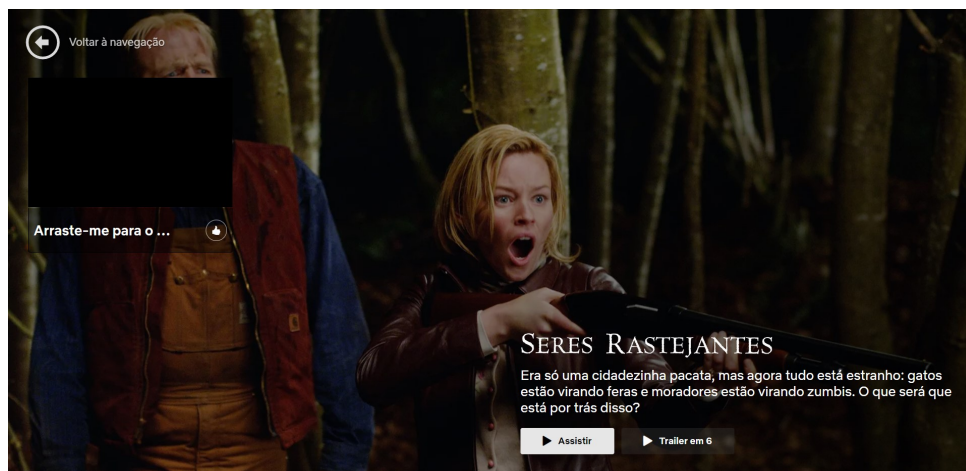 Voltar à navegação
Arraste-me para o ...
SERES RASTEJANTES
Era só uma cidadezinha pacata, mas agora tudo está estranho: gatos
estão virando feras e moradores estão virando zumbis. O que será que
está por trás disso?
Assistir
Trailer em 6